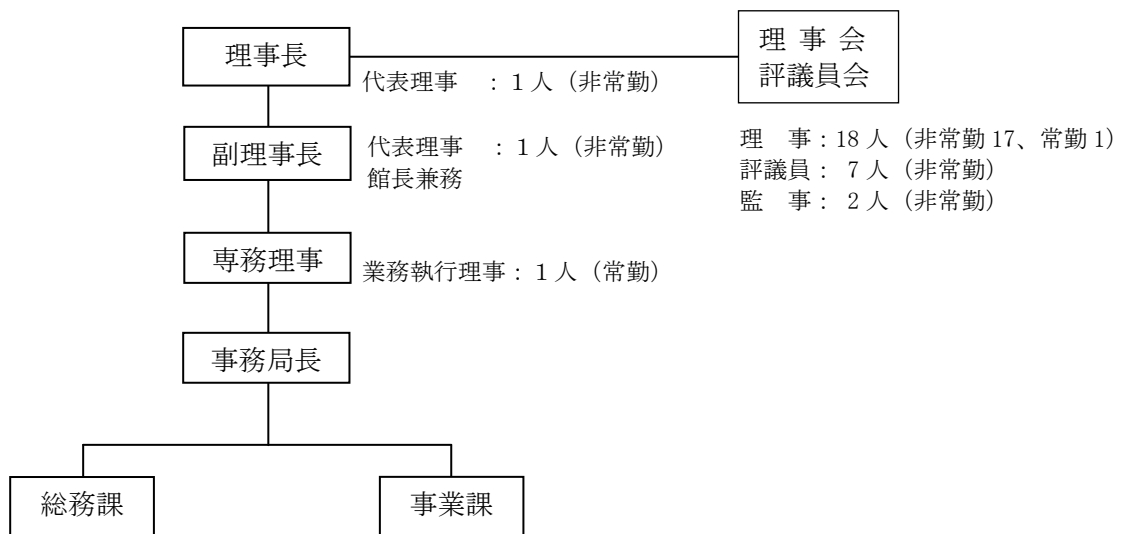 理事長
理 事 会
評議員会
代表理事 ：１人（非常勤）
副理事長
代表理事 ：１人（非常勤）
館長兼務
理 事：18 人（非常勤 17、常勤 1）
評議員： 7 人（非常勤）
監 事： 2 人（非常勤）
専務理事
業務執行理事：１人（常勤）
事務局長
総務課
事業課